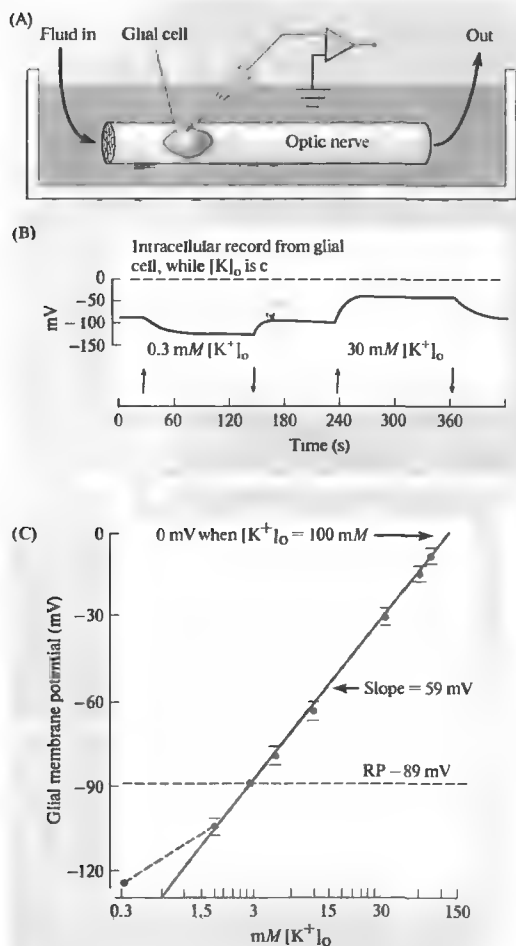 (A)
Fluid in Glial cell Out
Optic nerve
(B)
Intracellular record from glial
cell, while [K]o is c
0
−50
−100
−150
mV
0.3 mM [K⁺]o 30 mM [K⁺]o
0 60 120 180 240 300 360
Time (s)
(C)
0 mV when [K⁺]o = 100 mM
0
−30
−60
−90
−120
Glial membrane potirntial (mV)
Slope = 59 mV
RP −89 mV
0.3 1.5 3 15 30 150
mM [K⁺]o